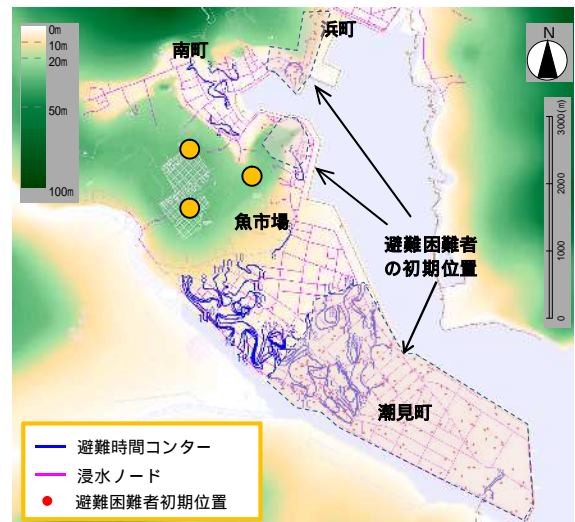 0m
10m
20m
50m
100m
南町
浜町
N
3000(m)
2000
1000
0
魚市場
避難困難者
の初期位置
潮見町
避難時間コンター
浸水ノード
避難困難者初期位置